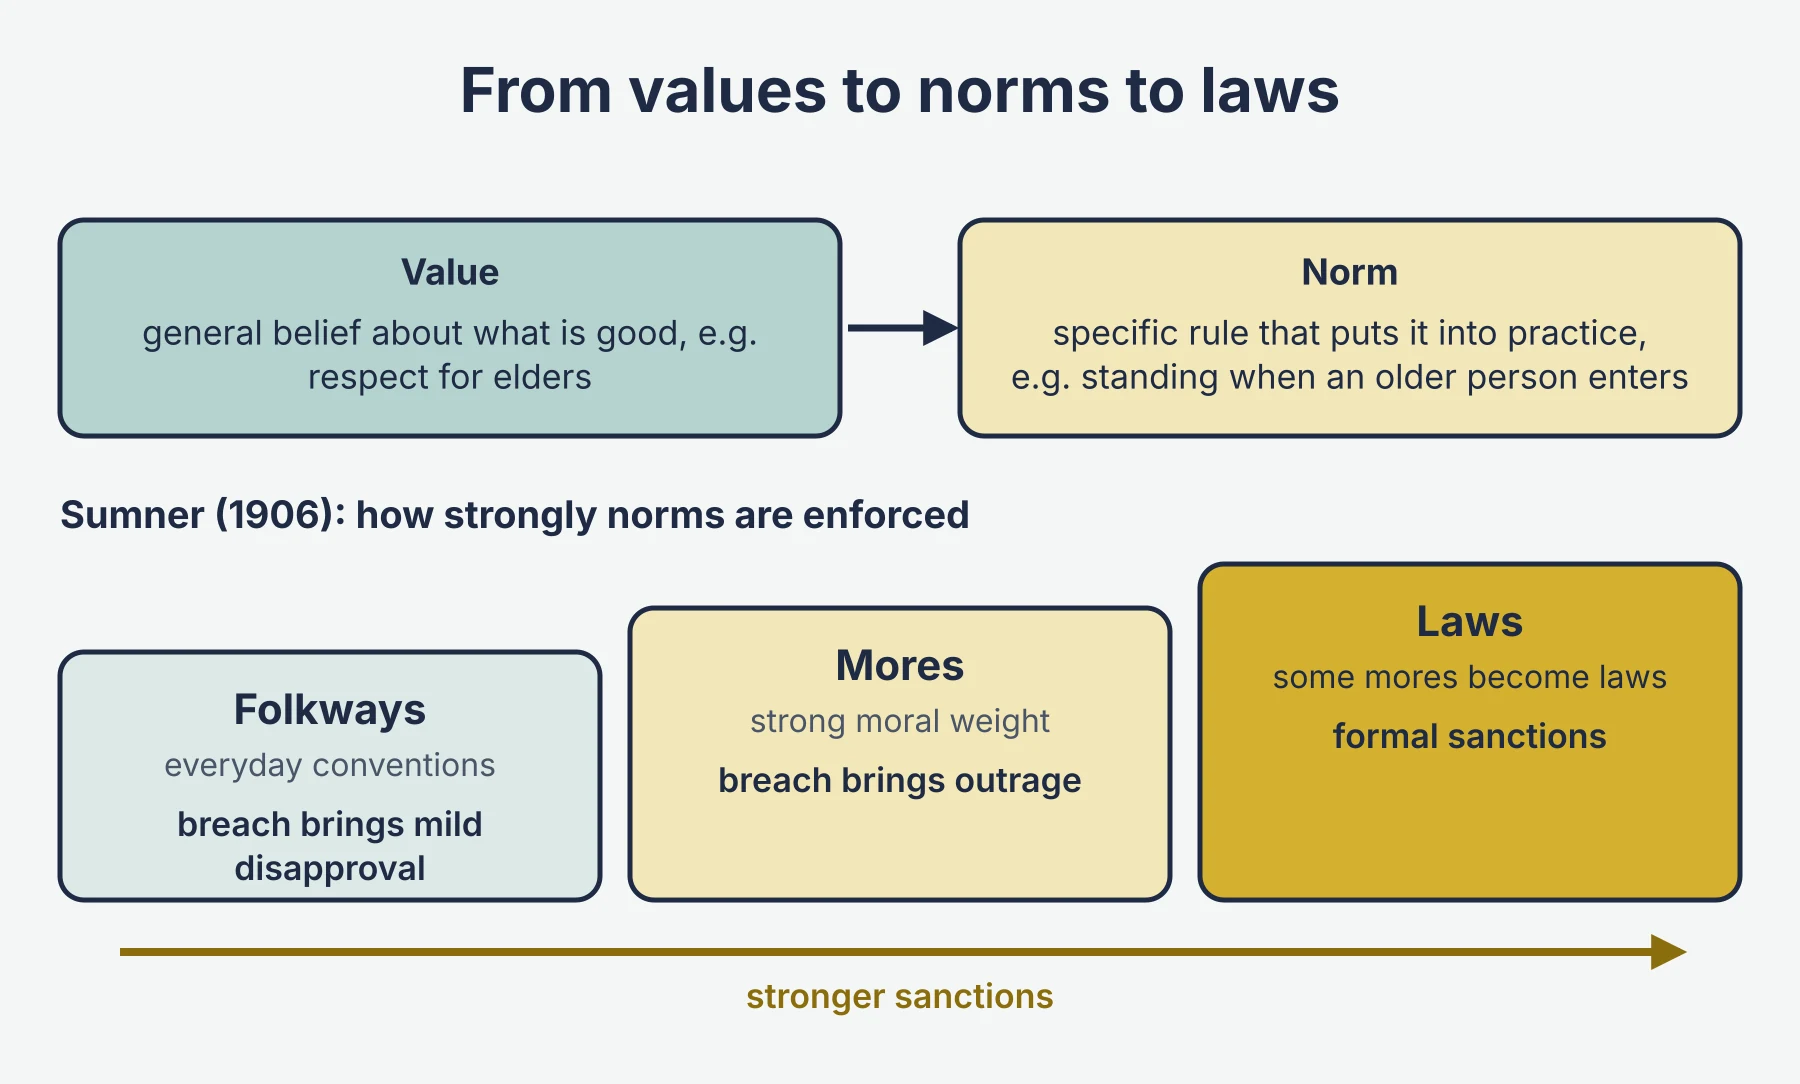 From values to norms to laws
Value
general belief about what is good, e.g.
respect for elders
Norm
specific rule that puts it into practice,
e.g. standing when an older person enters
Sumner (1906): how strongly norms are enforced
Folkways
everyday conventions
breach brings mild
disapproval
Mores
strong moral weight
breach brings outrage
Laws
some mores become laws
formal sanctions
stronger sanctions